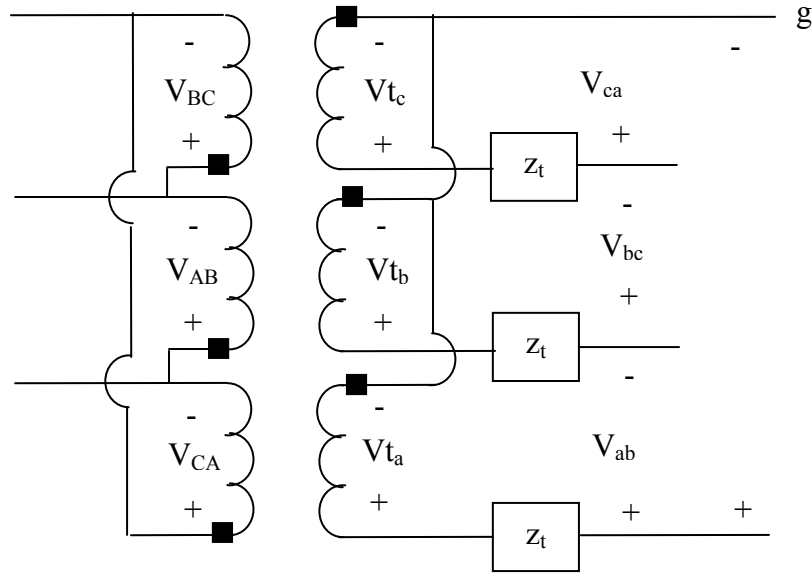 g
- - -
V_BC Vt_c V_ca
+ + +
z_t
- - -
V_AB Vt_b V_bc
+ + +
z_t
- - -
V_CA Vt_a V_ab
+ + + +
z_t